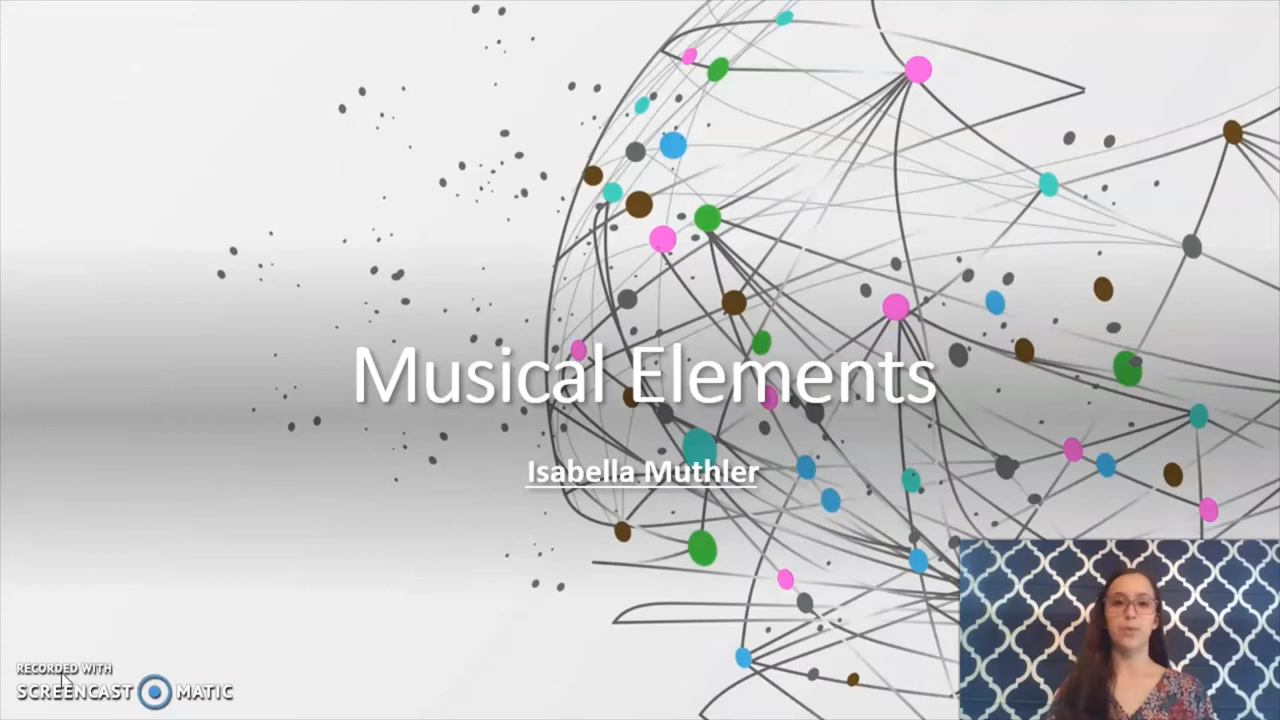 Musical Elements
Isabella Muthler
RECORDED WITH
SCREENCAST MATIC